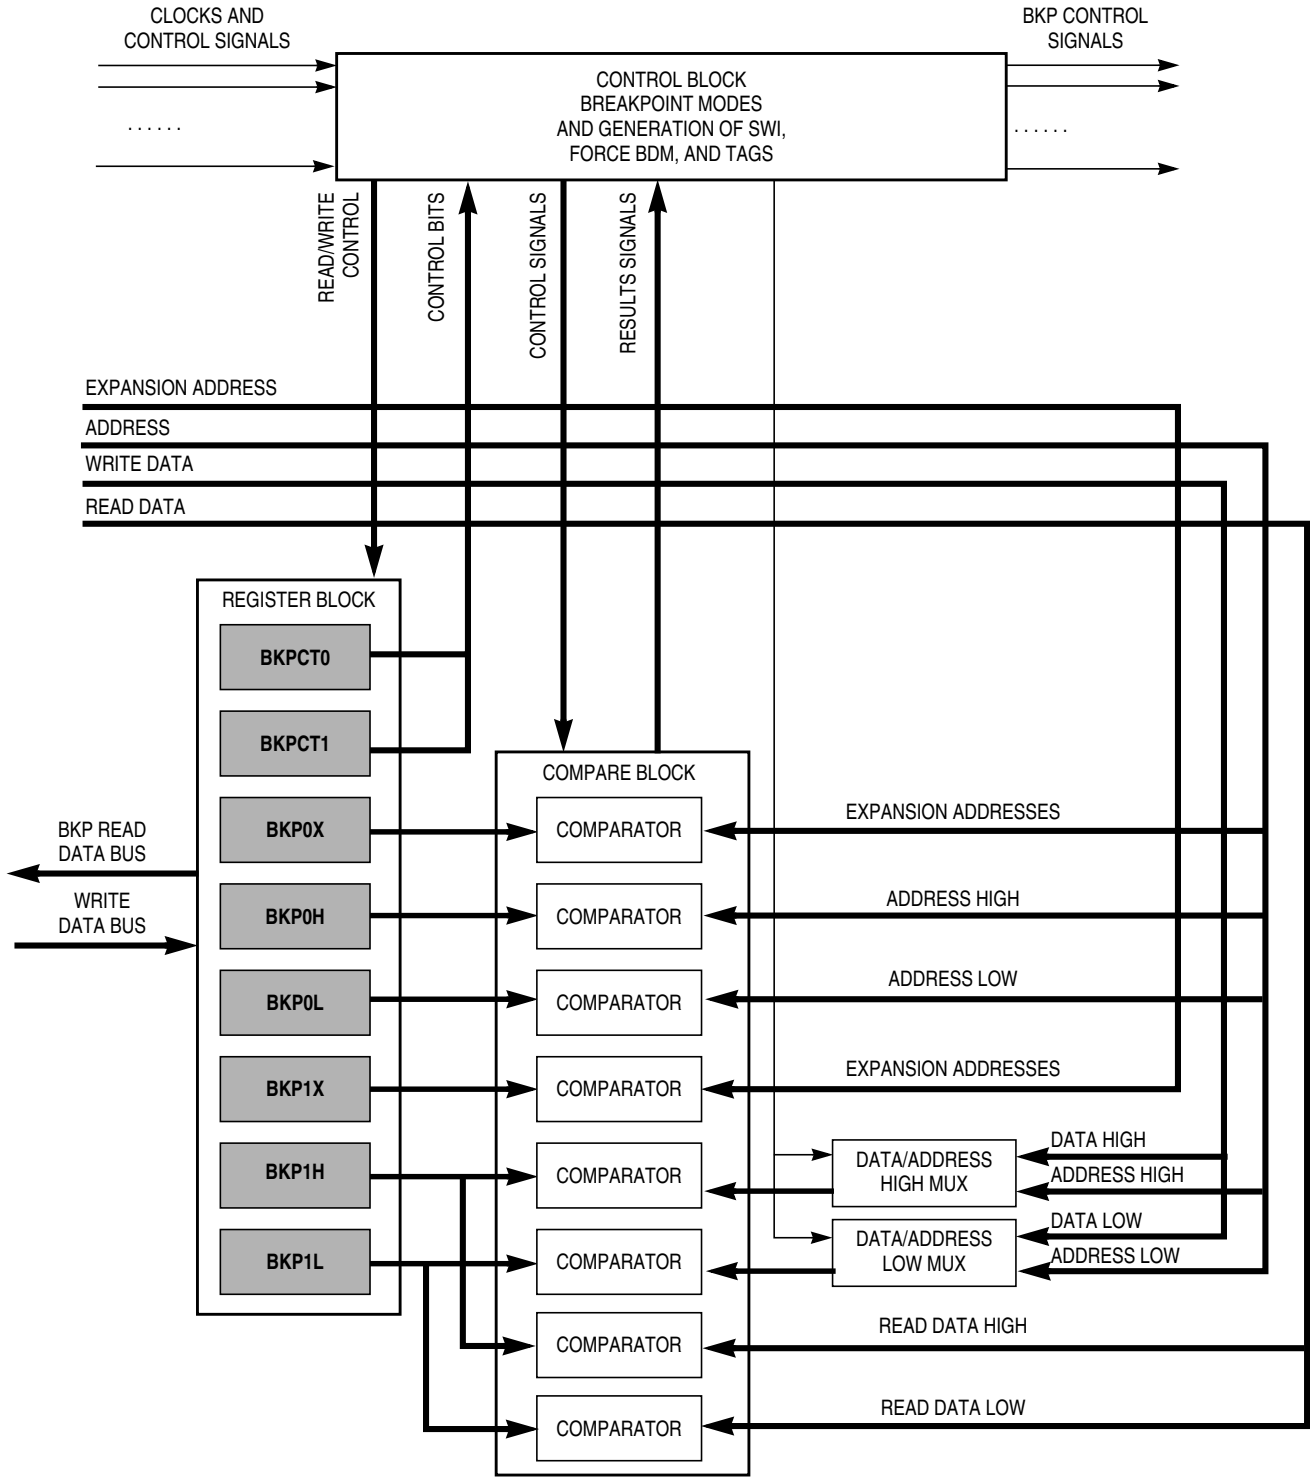 CLOCKS AND
CONTROL SIGNALS
BKP CONTROL
SIGNALS
. . . . . .
CONTROL BLOCK
BREAKPOINT MODES
AND GENERATION OF SWI,
FORCE BDM, AND TAGS
. . . . . .
READ/WRITE
CONTROL
CONTROL BITS
CONTROL SIGNALS
RESULTS SIGNALS
EXPANSION ADDRESS
ADDRESS
WRITE DATA
READ DATA
REGISTER BLOCK
BKPCT0
BKPCT1
COMPARE BLOCK
BKP READ
DATA BUS
WRITE
DATA BUS
BKP0X
COMPARATOR
EXPANSION ADDRESSES
BKP0H
COMPARATOR
ADDRESS HIGH
BKP0L
COMPARATOR
ADDRESS LOW
BKP1X
COMPARATOR
EXPANSION ADDRESSES
BKP1H
COMPARATOR
DATA/ADDRESS
HIGH MUX
DATA HIGH
ADDRESS HIGH
BKP1L
COMPARATOR
DATA/ADDRESS
LOW MUX
DATA LOW
ADDRESS LOW
COMPARATOR
READ DATA HIGH
COMPARATOR
READ DATA LOW